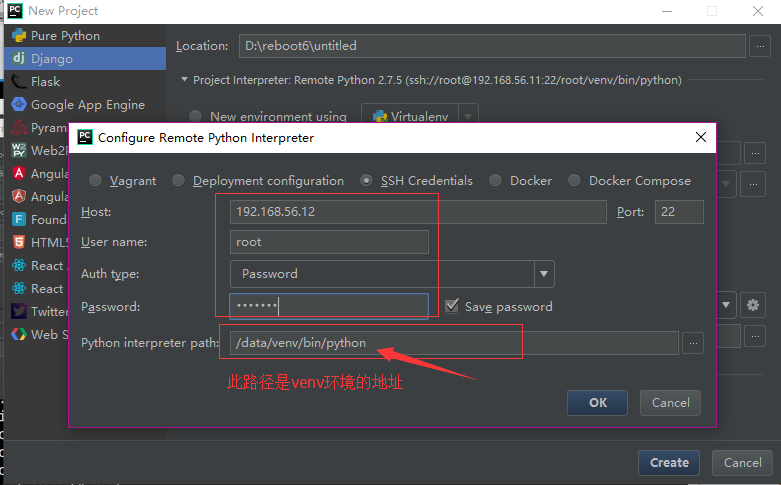 New Project
Pure Python
Django
Flask
Google App Engine
Pyram
Web2P
Angula
Angula
Found
HTML5
React
React
Twitter
Web S
Location: D:\reboot6\untitled
Project Interpreter: Remote Python 2.7.5 (ssh://root@192.168.56.11:22/root/venv/bin/python)
New environment using Virtualenv
Configure Remote Python Interpreter
Vagrant Deployment configuration SSH Credentials Docker Docker Compose
Host: 192.168.56.12 Port: 22
User name: root
Auth type: Password
Password: ••••••• Save password
Python interpreter path: /data/venv/bin/python
此路径是venv环境的地址
OK Cancel
Create Cancel